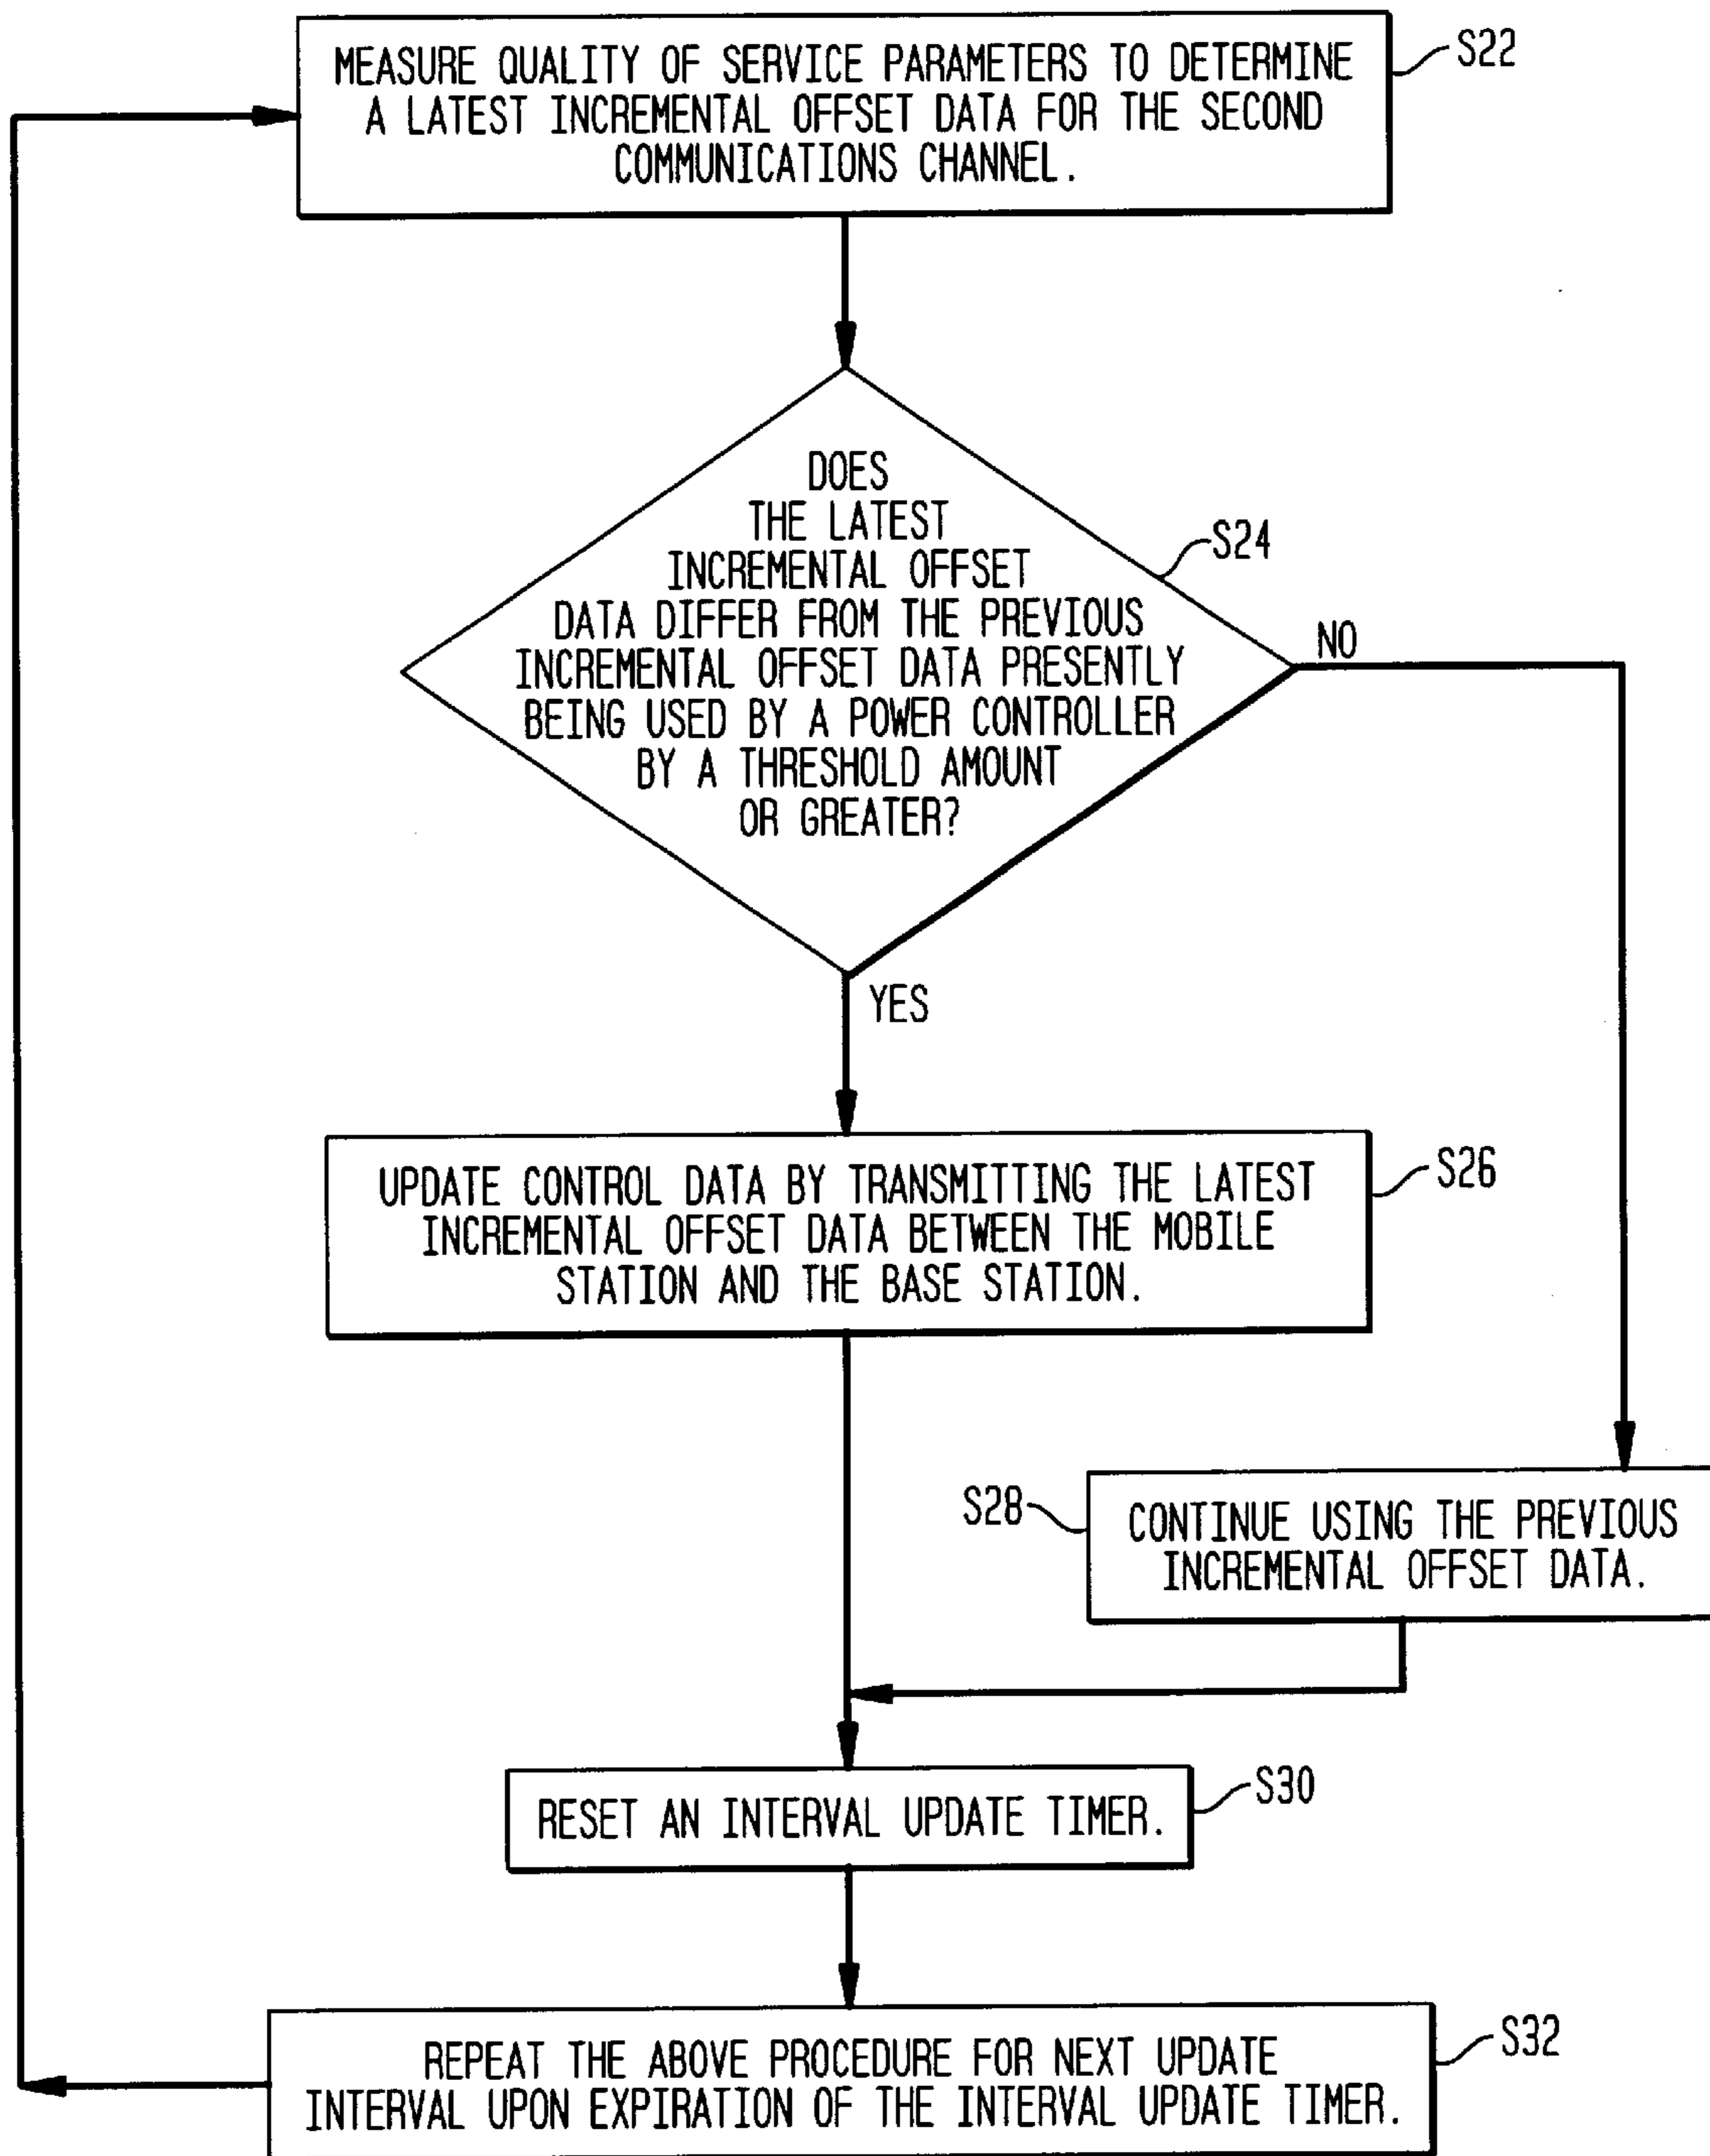 MEASURE QUALITY OF SERVICE PARAMETERS TO DETERMINE
A LATEST INCREMENTAL OFFSET DATA FOR THE SECOND
COMMUNICATIONS CHANNEL.
S22
DOES
THE LATEST
INCREMENTAL OFFSET
DATA DIFFER FROM THE PREVIOUS
INCREMENTAL OFFSET DATA PRESENTLY
BEING USED BY A POWER CONTROLLER
BY A THRESHOLD AMOUNT
OR GREATER?
S24
NO
YES
UPDATE CONTROL DATA BY TRANSMITTING THE LATEST
INCREMENTAL OFFSET DATA BETWEEN THE MOBILE
STATION AND THE BASE STATION.
S26
S28
CONTINUE USING THE PREVIOUS
INCREMENTAL OFFSET DATA.
RESET AN INTERVAL UPDATE TIMER.
S30
REPEAT THE ABOVE PROCEDURE FOR NEXT UPDATE
INTERVAL UPON EXPIRATION OF THE INTERVAL UPDATE TIMER.
S32